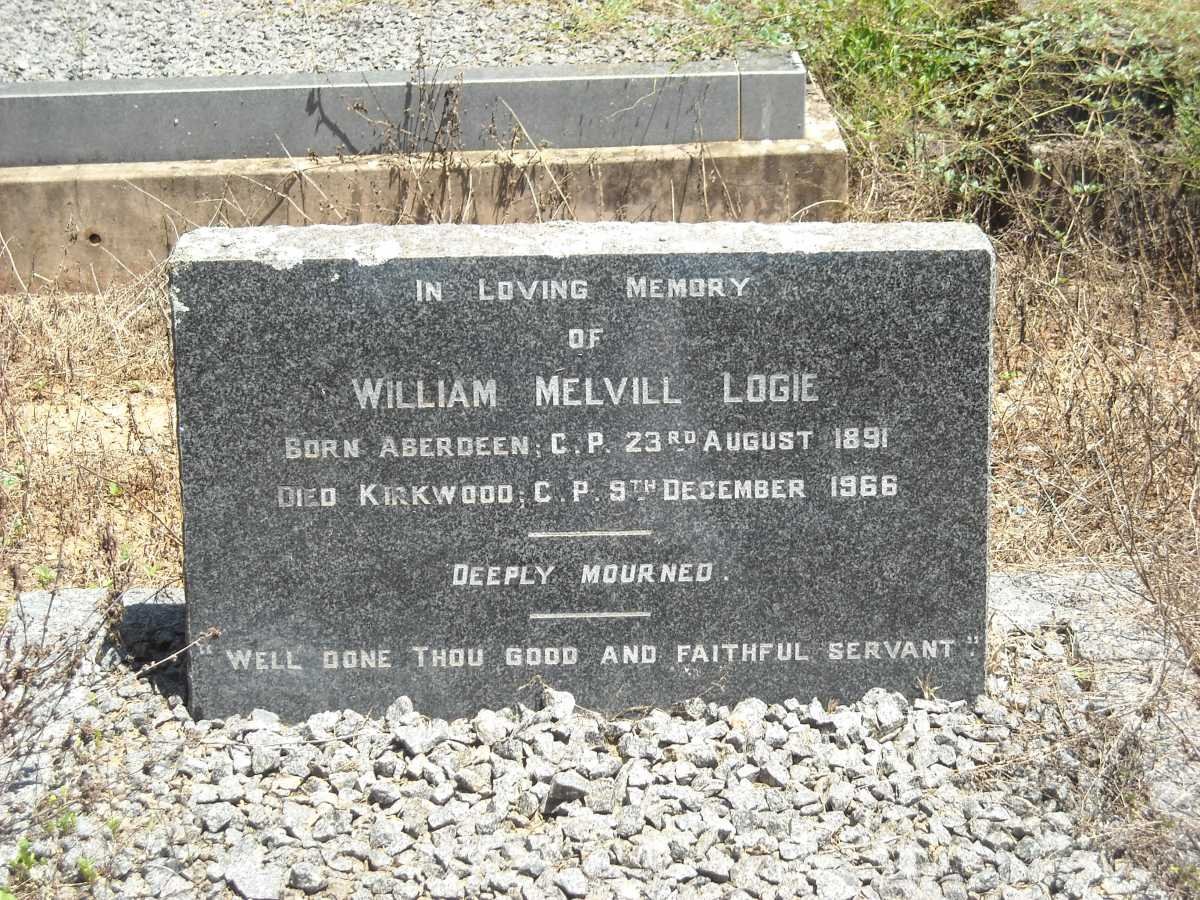 IN LOVING MEMORY
OF
WILLIAM MELVILL LOGIE
BORN ABERDEEN; C.P. 23RD AUGUST 1891
DIED KIRKWOOD; C.P. 9TH DECEMBER 1966
DEEPLY MOURNED.
"WELL DONE THOU GOOD AND FAITHFUL SERVANT".